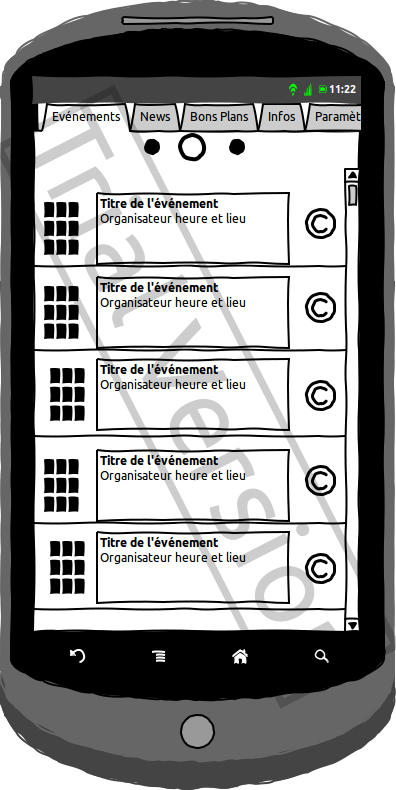 11:22
Evénements News Bons Plans Infos Paramèt
Titre de l'événement
Organisateur heure et lieu
©
Titre de l'événement
Organisateur heure et lieu
©
Titre de l'événement
Organisateur heure et lieu
©
Titre de l'événement
Organisateur heure et lieu
©
Titre de l'événement
Organisateur heure et lieu
©
Trial Version